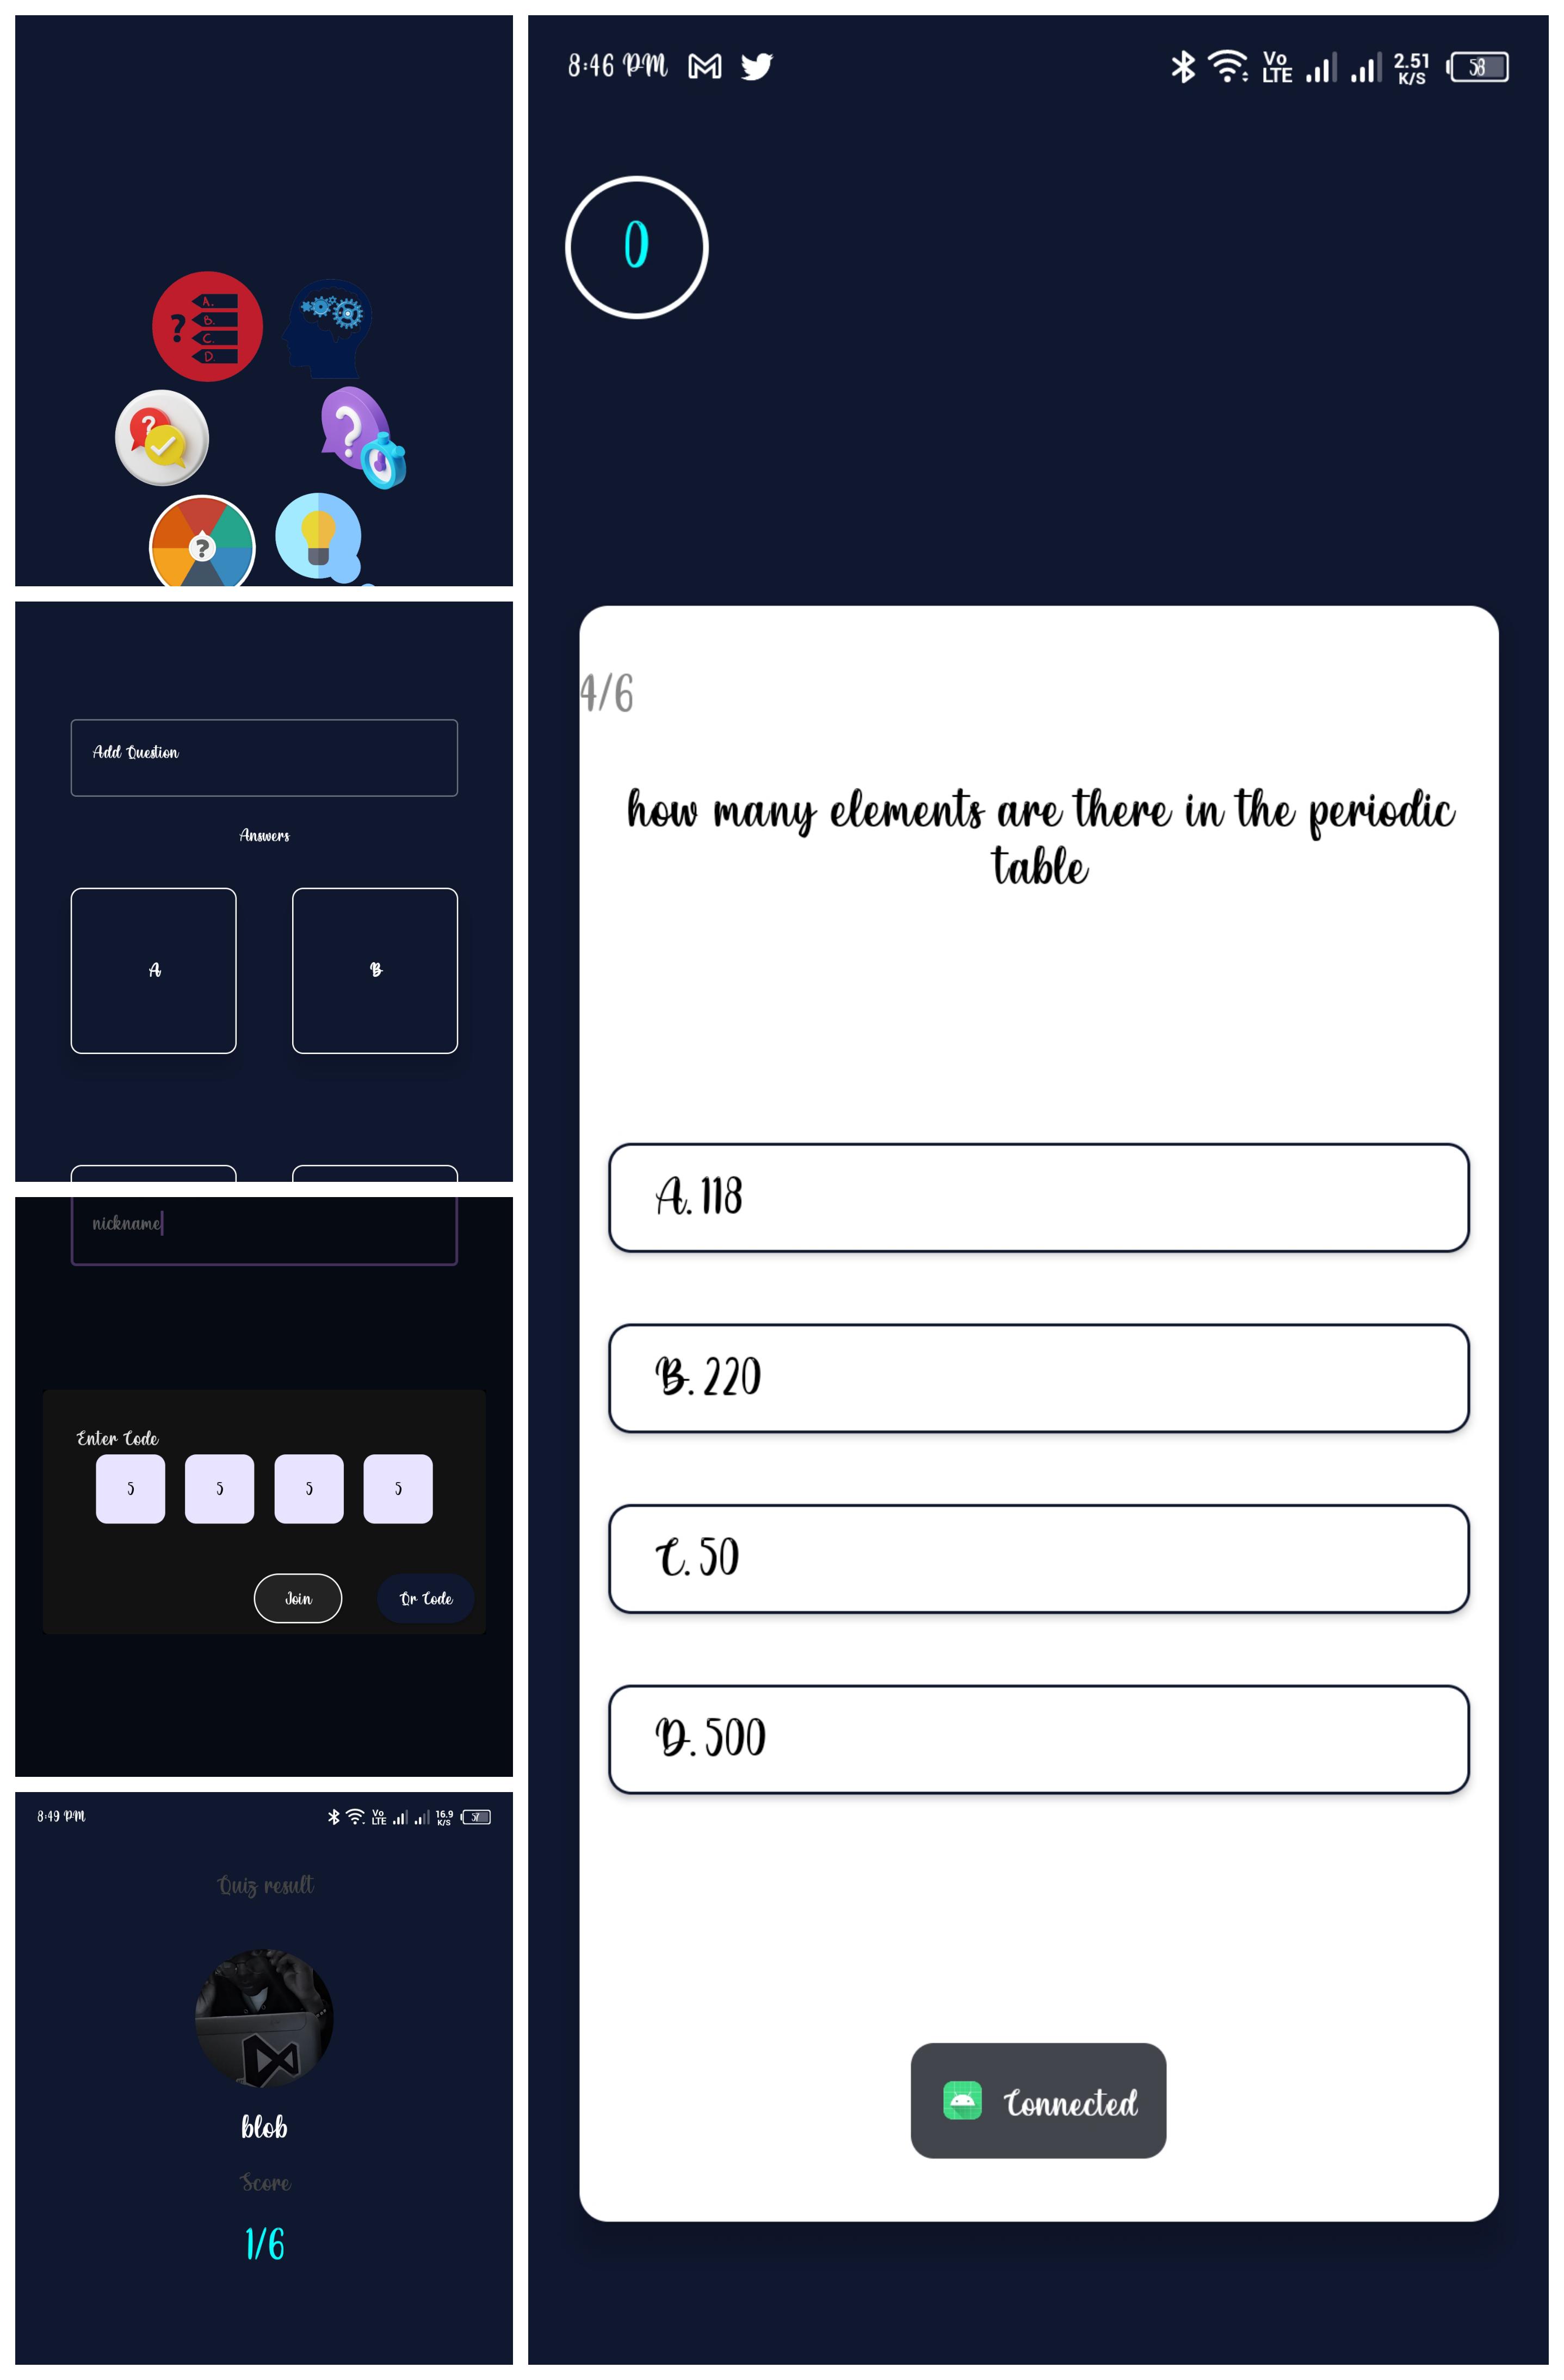 ?
A.
B.
C.
D
?
?
?
Add Question
Answers
A
B
nickname
Enter Code
5
5
5
5
Join
Qr Code
8:49 PM
Vo
LTE
16.9
K/S
57
Quiz result
blob
Score
1/6
8:46 PM
Vo
LTE
2.51
K/S
58
0
4/6
how many elements are there in the periodic
table
A. 118
B. 220
C. 50
D. 500
Connected